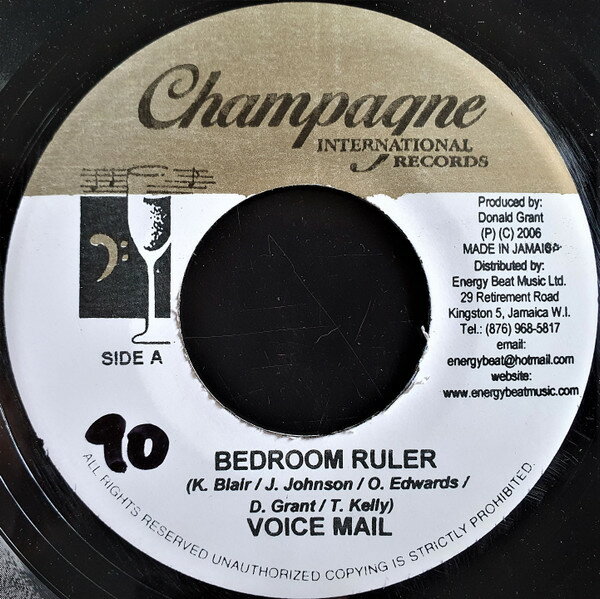 Champagne
INTERNATIONAL
RECORDS
Produced by:
Donald Grant
(P) (C) 2006
MADE IN JAMAICA
Distributed by:
Energy Beat Music Ltd.
29 Retirement Road
Kingston 5, Jamaica W.I.
Tel.: (876) 968-5817
email:
energybeat@hotmail.com
website:
www.energybeatmusic.com
SIDE A
90
BEDROOM RULER
(K. Blair / J. Johnson / O. Edwards /
D. Grant / T. Kelly)
VOICE MAIL
ALL RIGHTS RESERVED UNAUTHORIZED COPYING IS STRICTLY PROHIBITED.